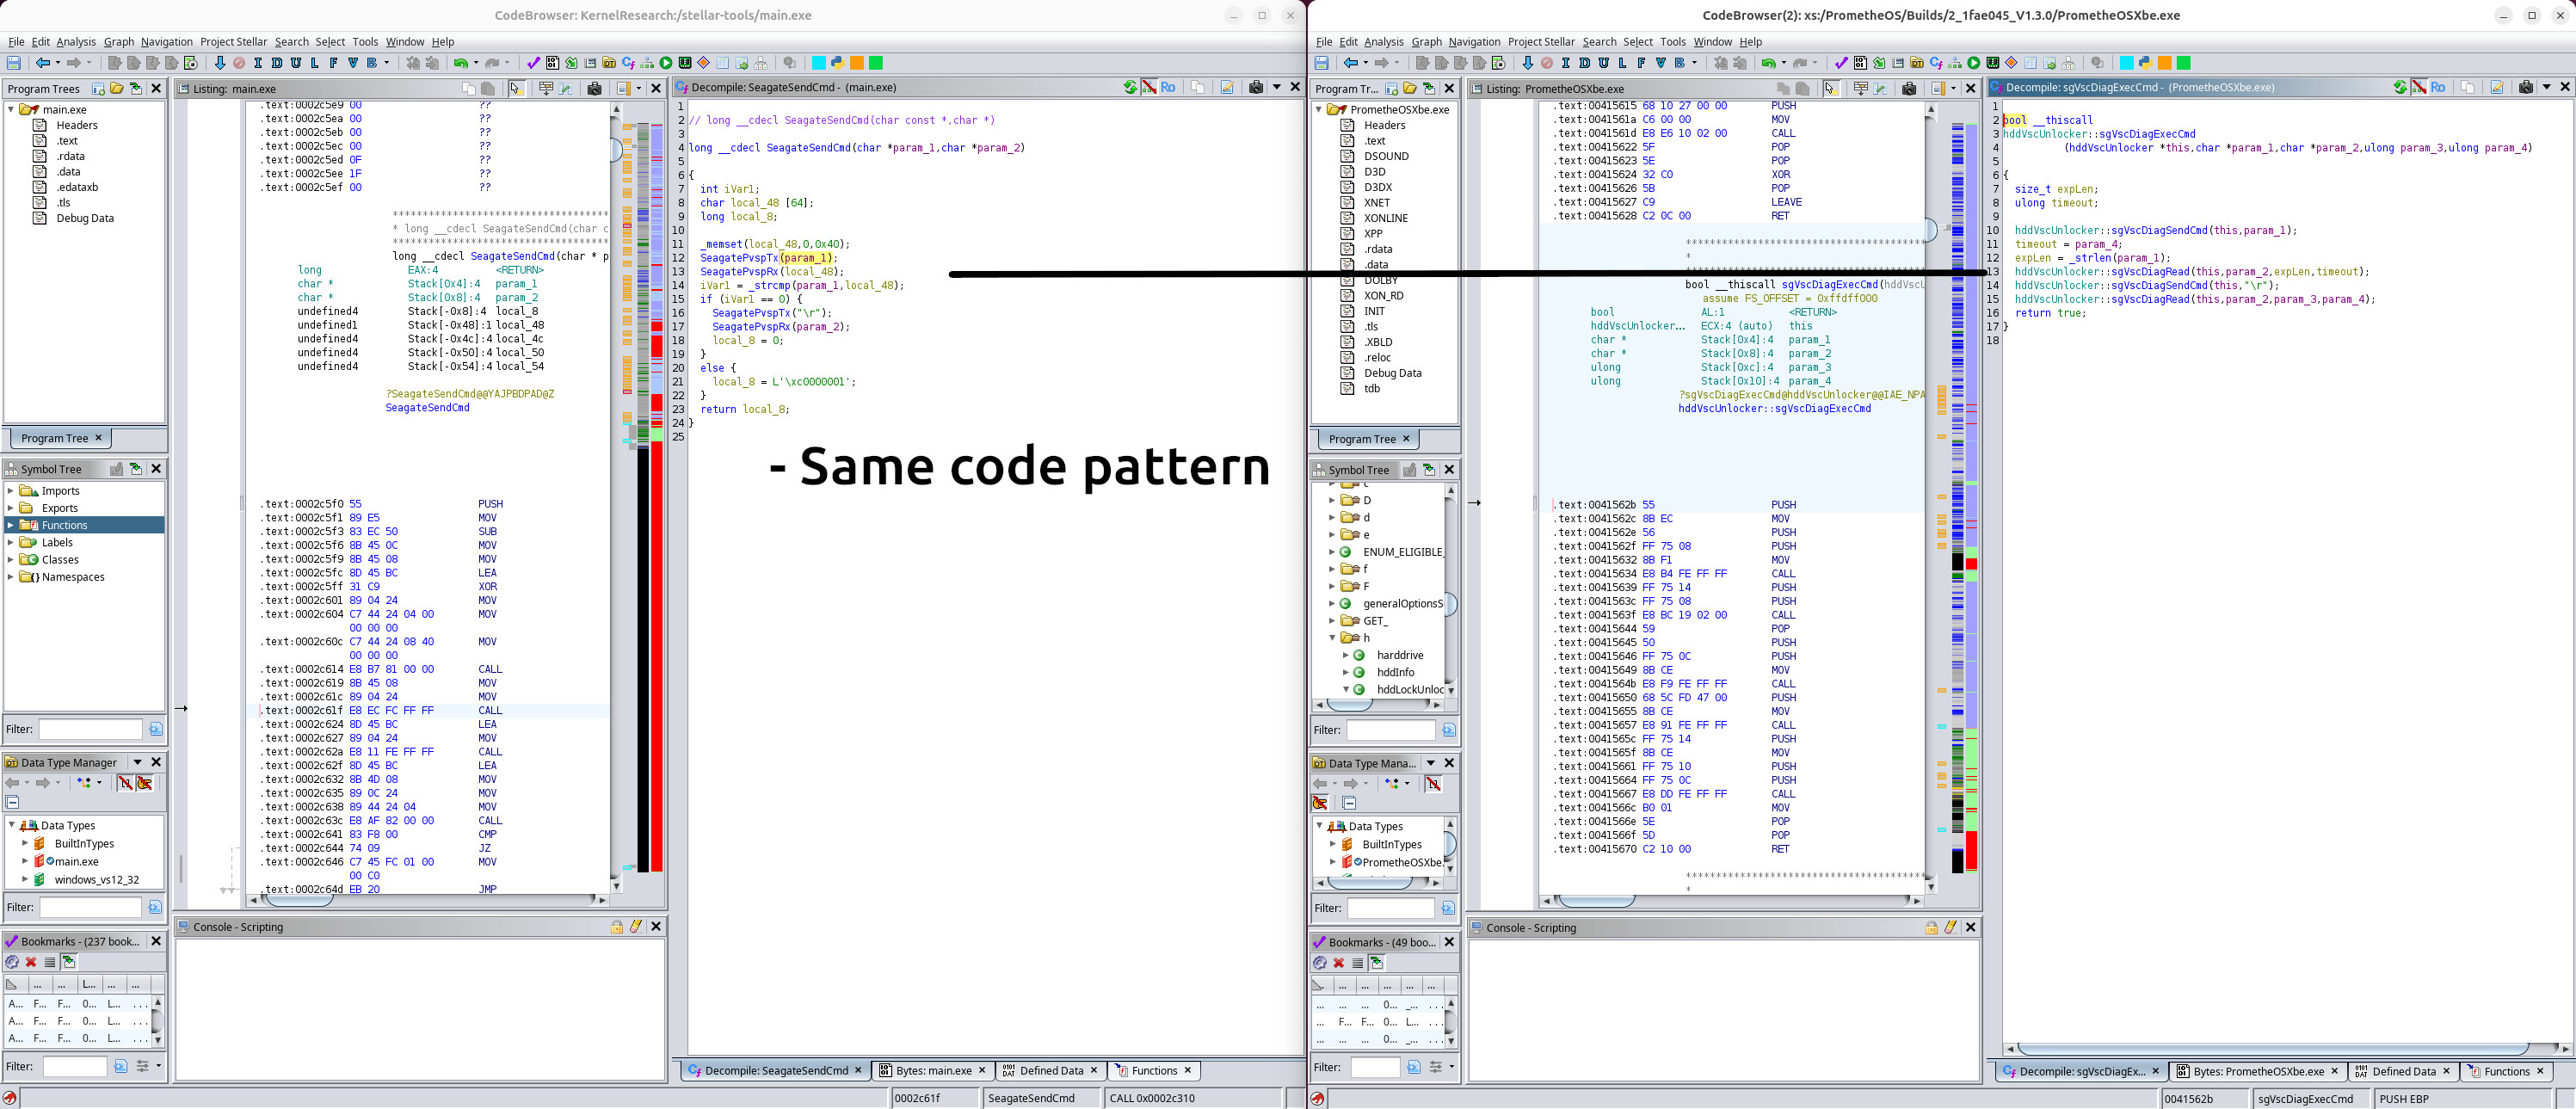 CodeBrowser: KernelResearch:/stellar-tools/main.exe
File Edit Analysis Graph Navigation Project Stellar Search Select Tools Window Help
Program Trees
main.exe
Headers
.text
.rdata
.data
.edataxb
.tls
Debug Data
Program Tree
Symbol Tree
Imports
Exports
Functions
Labels
Classes
Namespaces
Filter:
Data Type Manager
Data Types
BuiltInTypes
main.exe
windows_vs12_32
Filter:
Bookmarks - (237 book...
Filter:
Listing: main.exe
.text:0002c5e9 00 ??
.text:0002c5ea 00 ??
.text:0002c5eb 00 ??
.text:0002c5ec 00 ??
.text:0002c5ed 0F ??
.text:0002c5ee 1F ??
.text:0002c5ef 00 ??
* long __cdecl SeagateSendCmd(char c
long __cdecl SeagateSendCmd(char * p
long EAX:4 <RETURN>
char * Stack[0x4]:4 param_1
char * Stack[0x8]:4 param_2
undefined4 Stack[-0x8]:4 local_8
undefined1 Stack[-0x48]:1 local_48
undefined4 Stack[-0x4c]:4 local_4c
undefined4 Stack[-0x50]:4 local_50
undefined4 Stack[-0x54]:4 local_54
?SeagateSendCmd@@YAJPBDPAD@Z
SeagateSendCmd
.text:0002c5f0 55 PUSH
.text:0002c5f1 89 E5 MOV
.text:0002c5f3 83 EC 50 SUB
.text:0002c5f6 8B 45 0C MOV
.text:0002c5f9 8B 45 08 MOV
.text:0002c5fc 8D 45 BC LEA
.text:0002c5ff 31 C9 XOR
.text:0002c601 89 04 24 MOV
.text:0002c604 C7 44 24 04 00 MOV
00 00 00
.text:0002c60c C7 44 24 08 40 MOV
00 00 00
.text:0002c614 E8 B7 81 00 00 CALL
.text:0002c619 8B 45 08 MOV
.text:0002c61c 89 04 24 MOV
.text:0002c61f E8 EC FC FF FF CALL
.text:0002c624 8D 45 BC LEA
.text:0002c627 89 04 24 MOV
.text:0002c62a E8 11 FE FF FF CALL
.text:0002c62f 8D 45 BC LEA
.text:0002c632 8B 4D 08 MOV
.text:0002c635 89 0C 24 MOV
.text:0002c638 89 44 24 04 MOV
.text:0002c63c E8 AF 82 00 00 CALL
.text:0002c641 83 F8 00 CMP
.text:0002c644 74 09 JZ
.text:0002c646 C7 45 FC 01 00 MOV
00 C0
.text:0002c64d EB 20 JMP
Console - Scripting
Decompile: SeagateSendCmd - (main.exe)
1
2 // long __cdecl SeagateSendCmd(char const *,char *)
3
4 long __cdecl SeagateSendCmd(char *param_1,char *param_2)
5
6 {
7 int iVar1;
8 char local_48 [64];
9 long local_8;
10
11 _memset(local_48,0,0x40);
12 SeagatePvspTx(param_1);
13 SeagatePvspRx(local_48);
14 iVar1 = _strcmp(param_1,local_48);
15 if (iVar1 == 0) {
16 SeagatePvspTx("\r");
17 SeagatePvspRx(param_2);
18 local_8 = 0;
19 }
20 else {
21 local_8 = L'\xc0000001';
22 }
23 return local_8;
24 }
25
- Same code pattern
Decompile: SeagateSendCmd
Bytes: main.exe
Defined Data
Functions
0002c61f
SeagateSendCmd
CALL 0x0002c310
CodeBrowser(2): xs:/PrometheOS/Builds/2_1fae045_V1.3.0/PrometheOSXbe.exe
File Edit Analysis Graph Navigation Project Stellar Search Select Tools Window Help
Program Tr...
PrometheOSXbe.exe
Headers
.text
DSOUND
D3D
D3DX
XNET
XONLINE
XPP
.rdata
.data
DOLBY
XON_RD
INIT
.tls
.XBLD
.reloc
Debug Data
tdb
Program Tree
Symbol Tree
D
d
e
ENUM_ELIGIBLE_
f
F
generalOptionsS
GET_
h
harddrive
hddInfo
hddLockUnloc
Filter:
Data Type Mana...
Data Types
BuiltInTypes
PrometheOSXbe.
Filter:
Bookmarks - (49 boo...
Filter:
Listing: PrometheOSXbe.exe
.text:00415615 68 10 27 00 00 PUSH
.text:0041561a C6 00 00 MOV
.text:0041561d E8 E6 10 02 00 CALL
.text:00415622 5F POP
.text:00415623 5E POP
.text:00415624 32 C0 XOR
.text:00415626 5B POP
.text:00415627 C9 LEAVE
.text:00415628 C2 0C 00 RET
bool __thiscall sgVscDiagExecCmd(hddVscU
assume FS_OFFSET = 0xffdff000
bool AL:1 <RETURN>
hddVscUnlocker... ECX:4 (auto) this
char * Stack[0x4]:4 param_1
char * Stack[0x8]:4 param_2
ulong Stack[0xc]:4 param_3
ulong Stack[0x10]:4 param_4
?sgVscDiagExecCmd@hddVscUnlocker@@IAE_NPA
hddVscUnlocker::sgVscDiagExecCmd
.text:0041562b 55 PUSH
.text:0041562c 8B EC MOV
.text:0041562e 56 PUSH
.text:0041562f FF 75 08 PUSH
.text:00415632 8B F1 MOV
.text:00415634 E8 B4 FE FF FF CALL
.text:00415639 FF 75 14 PUSH
.text:0041563c FF 75 08 PUSH
.text:0041563f E8 BC 19 02 00 CALL
.text:00415644 59 POP
.text:00415645 50 PUSH
.text:00415646 FF 75 0C PUSH
.text:00415649 8B CE MOV
.text:0041564b E8 F9 FE FF FF CALL
.text:00415650 68 5C FD 47 00 PUSH
.text:00415655 8B CE MOV
.text:00415657 E8 91 FE FF FF CALL
.text:0041565c FF 75 14 PUSH
.text:0041565f 8B CE MOV
.text:00415661 FF 75 10 PUSH
.text:00415664 FF 75 0C PUSH
.text:00415667 E8 DD FE FF FF CALL
.text:0041566c B0 01 MOV
.text:0041566e 5E POP
.text:0041566f 5D POP
.text:00415670 C2 10 00 RET
Console - Scripting
Decompile: sgVscDiagExecCmd - (PrometheOSXbe.exe)
1
2 bool __thiscall
3 hddVscUnlocker::sgVscDiagExecCmd
4 (hddVscUnlocker *this,char *param_1,char *param_2,ulong param_3,ulong param_4)
5
6 {
7 size_t expLen;
8 ulong timeout;
9
10 hddVscUnlocker::sgVscDiagSendCmd(this,param_1);
11 timeout = param_4;
12 expLen = _strlen(param_1);
13 hddVscUnlocker::sgVscDiagRead(this,param_2,expLen,timeout);
14 hddVscUnlocker::sgVscDiagSendCmd(this,"\r");
15 hddVscUnlocker::sgVscDiagRead(this,param_2,param_3,param_4);
16 return true;
17 }
18
Decompile: sgVscDiagEx...
Bytes: PrometheOSXbe.exe
Defined Data
Functions
0041562b
sgVscDiagExecCmd
PUSH EBP